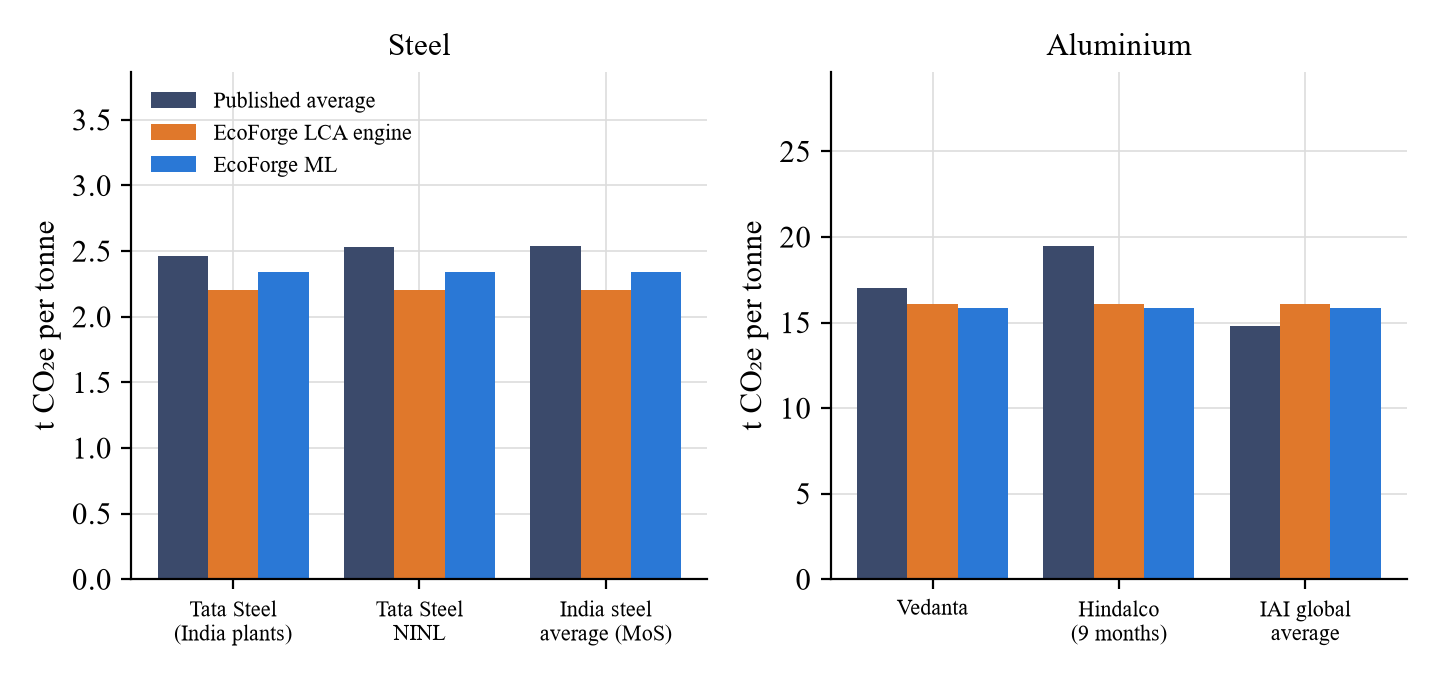 Steel
t CO₂e per tonne
3.5
3.0
2.5
2.0
1.5
1.0
0.5
0.0
Published average
EcoForge LCA engine
EcoForge ML
Tata Steel
(India plants)
Tata Steel
NINL
India steel
average (MoS)
Aluminium
t CO₂e per tonne
25
20
15
10
5
0
Vedanta
Hindalco
(9 months)
IAI global
average